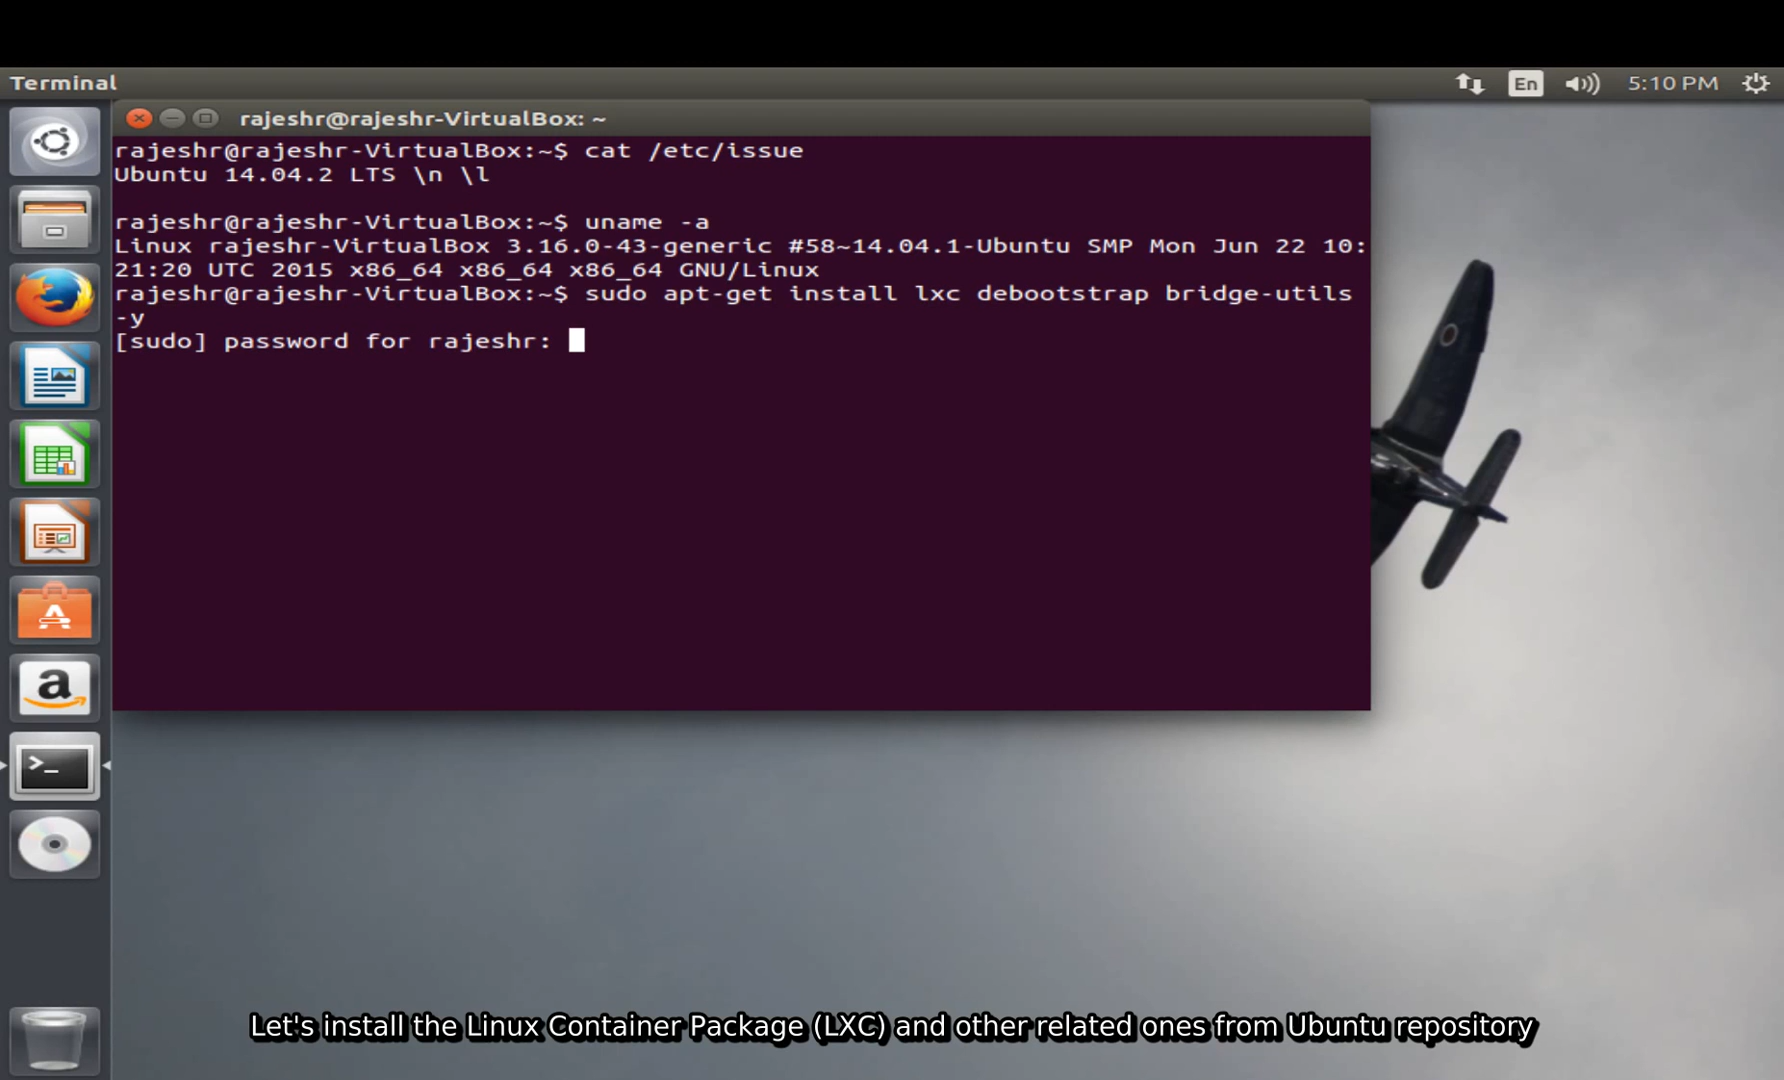 Terminal
En
5:10 PM
rajeshr@rajeshr-VirtualBox: ~
rajeshr@rajeshr-VirtualBox:~$ cat /etc/issue
Ubuntu 14.04.2 LTS \n \l
rajeshr@rajeshr-VirtualBox:~$ uname -a
Linux rajeshr-VirtualBox 3.16.0-43-generic #58~14.04.1-Ubuntu SMP Mon Jun 22 10:
21:20 UTC 2015 x86_64 x86_64 x86_64 GNU/Linux
rajeshr@rajeshr-VirtualBox:~$ sudo apt-get install lxc debootstrap bridge-utils
-y
[sudo] password for rajeshr:
Let's install the Linux Container Package (LXC) and other related ones from Ubuntu repository